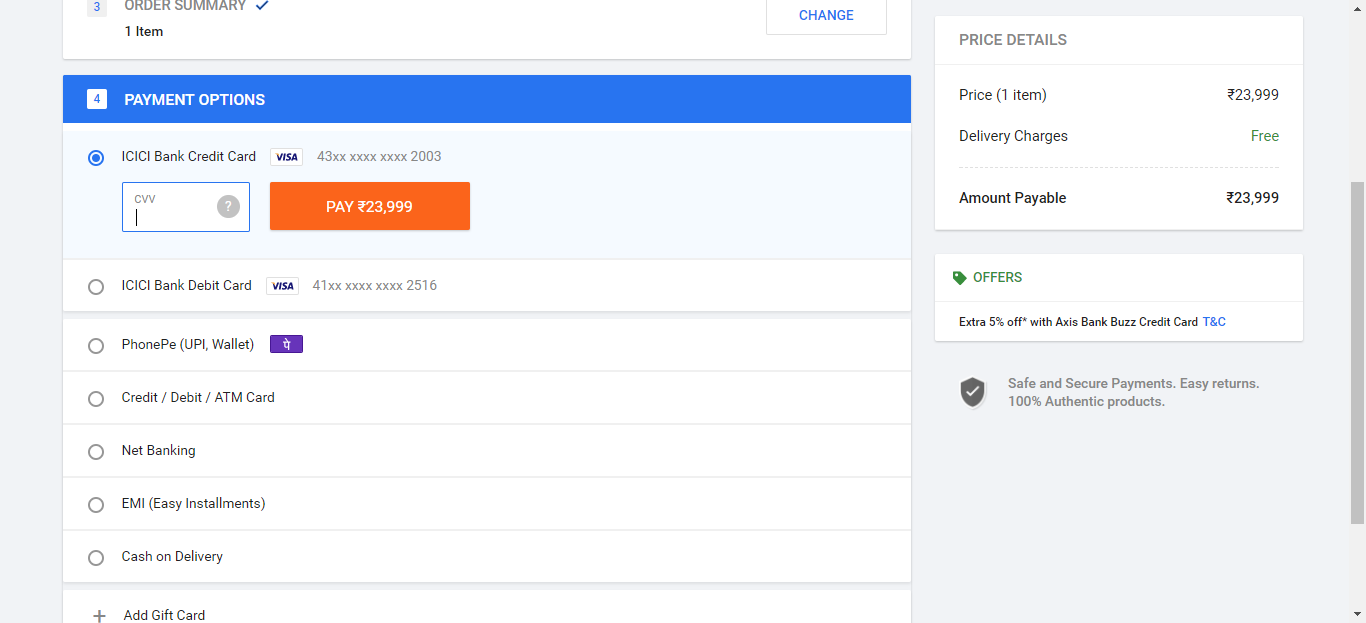 3 ORDER SUMMARY
1 Item
CHANGE
4 PAYMENT OPTIONS
ICICI Bank Credit Card VISA 43xx xxxx xxxx 2003
CVV ?
PAY ₹23,999
ICICI Bank Debit Card VISA 41xx xxxx xxxx 2516
PhonePe (UPI, Wallet) पे
Credit / Debit / ATM Card
Net Banking
EMI (Easy Installments)
Cash on Delivery
+ Add Gift Card
PRICE DETAILS
Price (1 item) ₹23,999
Delivery Charges Free
Amount Payable ₹23,999
OFFERS
Extra 5% off* with Axis Bank Buzz Credit Card T&C
Safe and Secure Payments. Easy returns.
100% Authentic products.